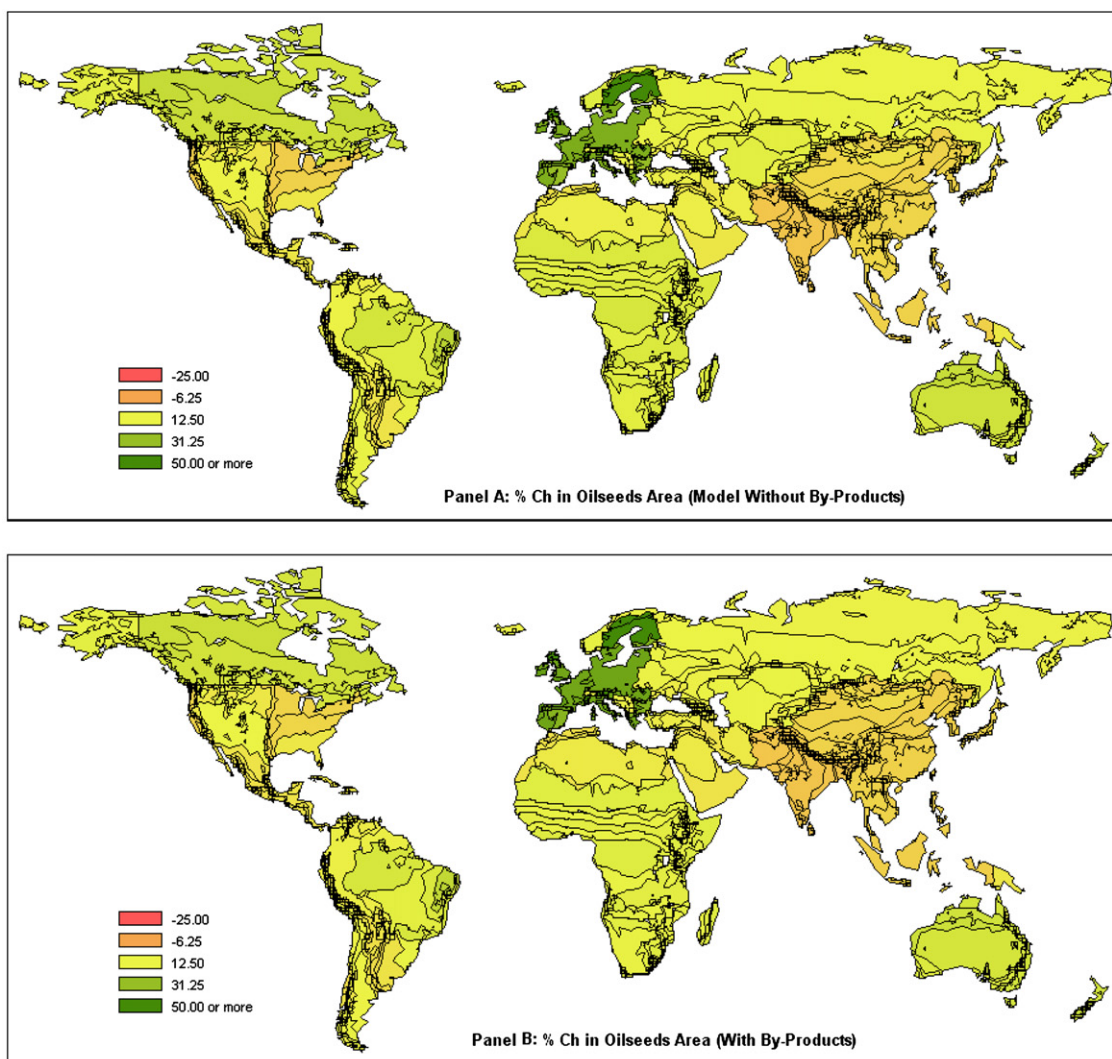 -25.00
-6.25
12.50
31.25
50.00 or more
Panel A: % Ch in Oilseeds Area (Model Without By-Products)
-25.00
-6.25
12.50
31.25
50.00 or more
Panel B: % Ch in Oilseeds Area (With By-Products)